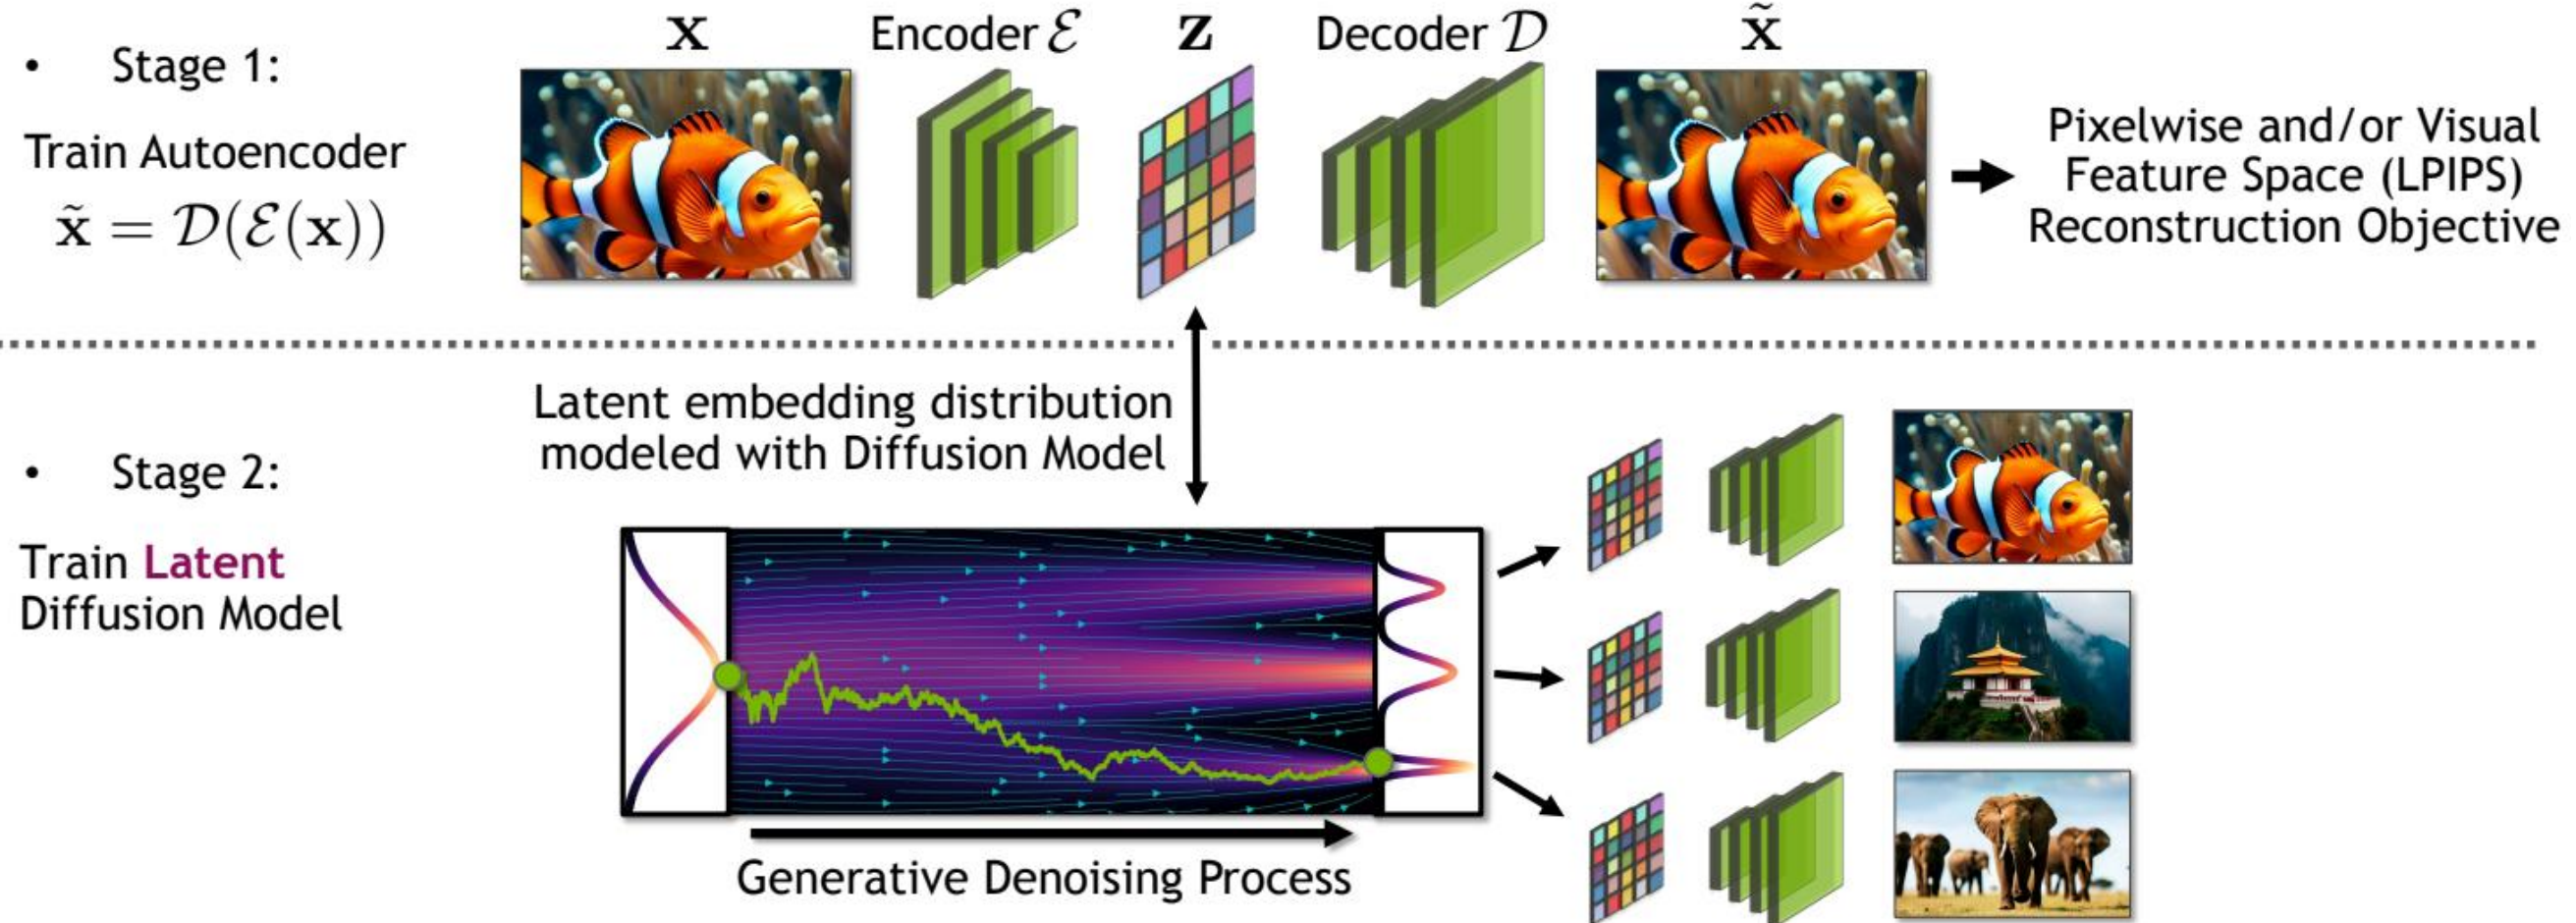 • Stage 1:
Train Autoencoder
x̃ = 𝒟(ℰ(x))
x
Encoder ℰ
z
Decoder 𝒟
x̃
Pixelwise and/or Visual
Feature Space (LPIPS)
Reconstruction Objective
Latent embedding distribution
modeled with Diffusion Model
• Stage 2:
Train Latent
Diffusion Model
Generative Denoising Process